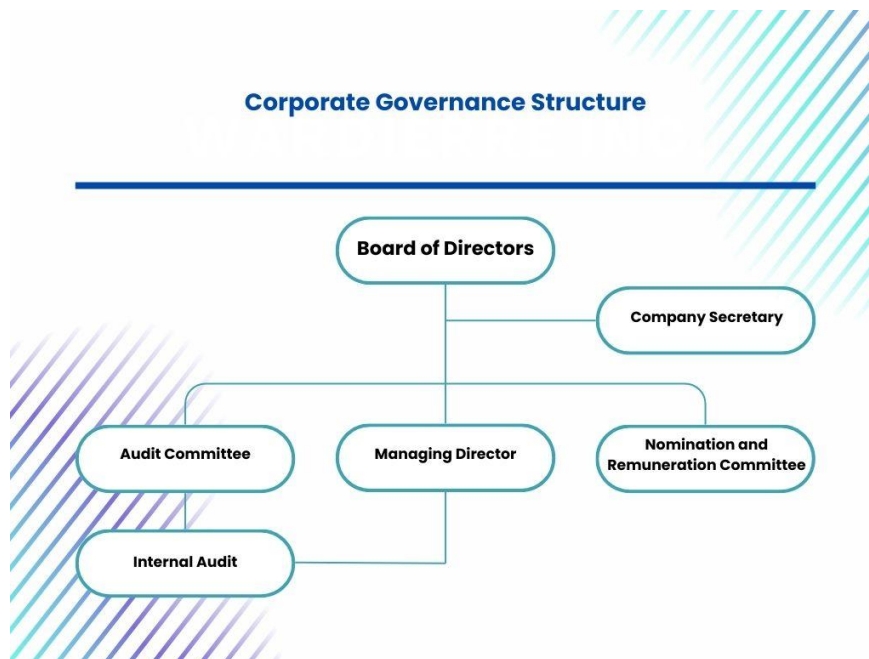 Corporate Governance Structure
Board of Directors
Company Secretary
Audit Committee
Managing Director
Nomination and
Remuneration Committee
Internal Audit